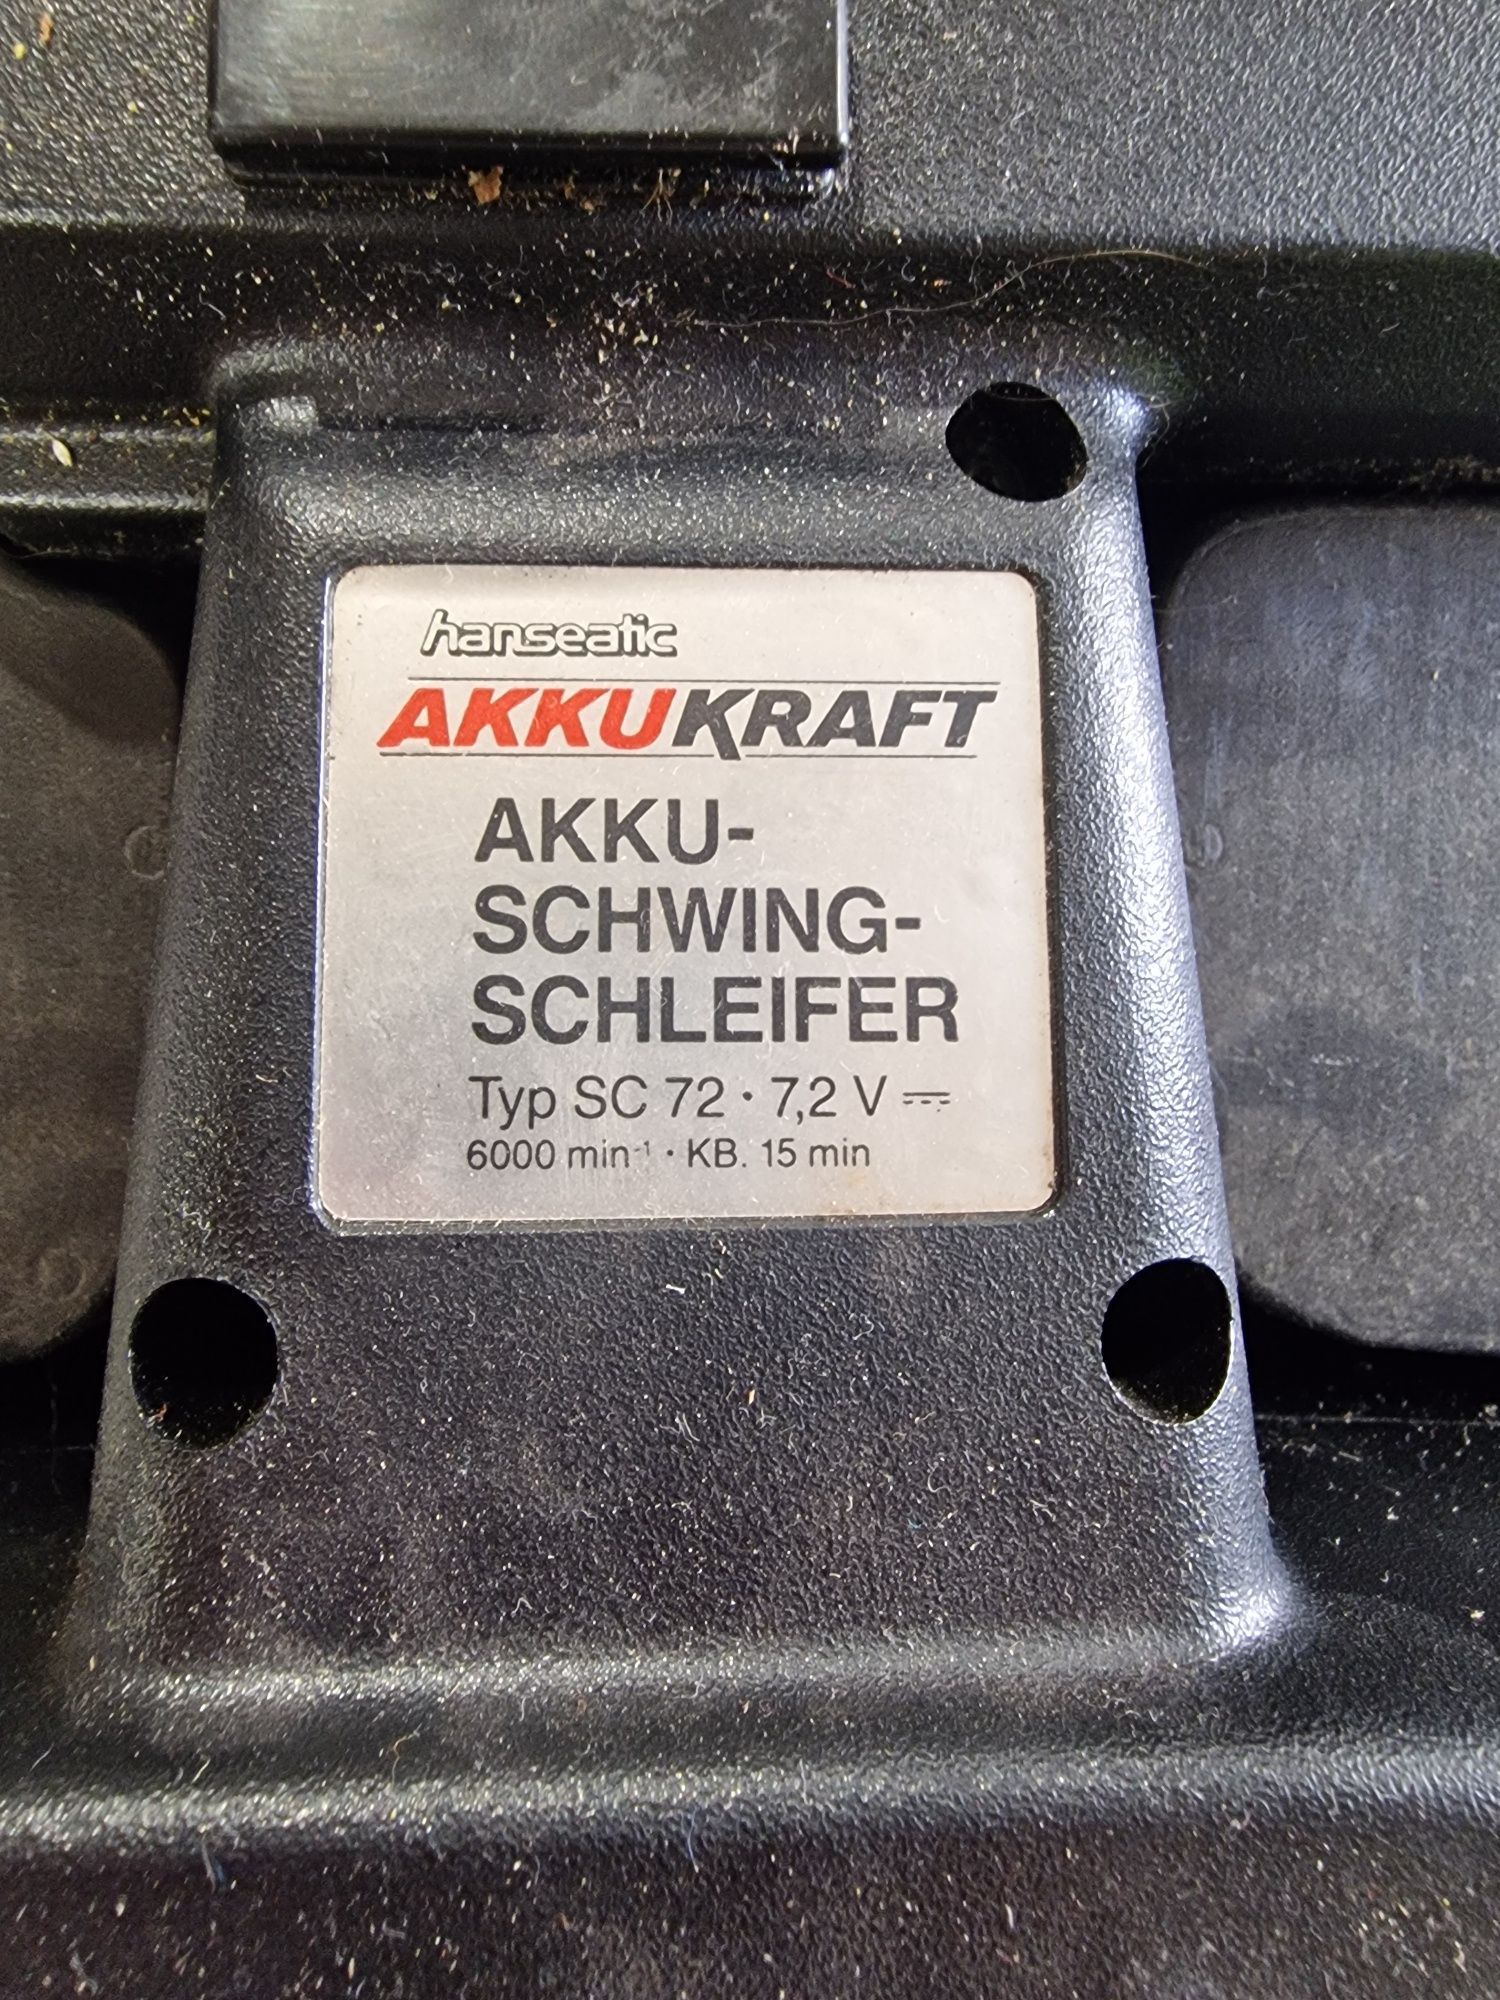 hanseatic
AKKUKRAFT
AKKU-
SCHWING-
SCHLEIFER
Typ SC 72 · 7,2 V ⎓
6000 min⁻¹ · KB. 15 min